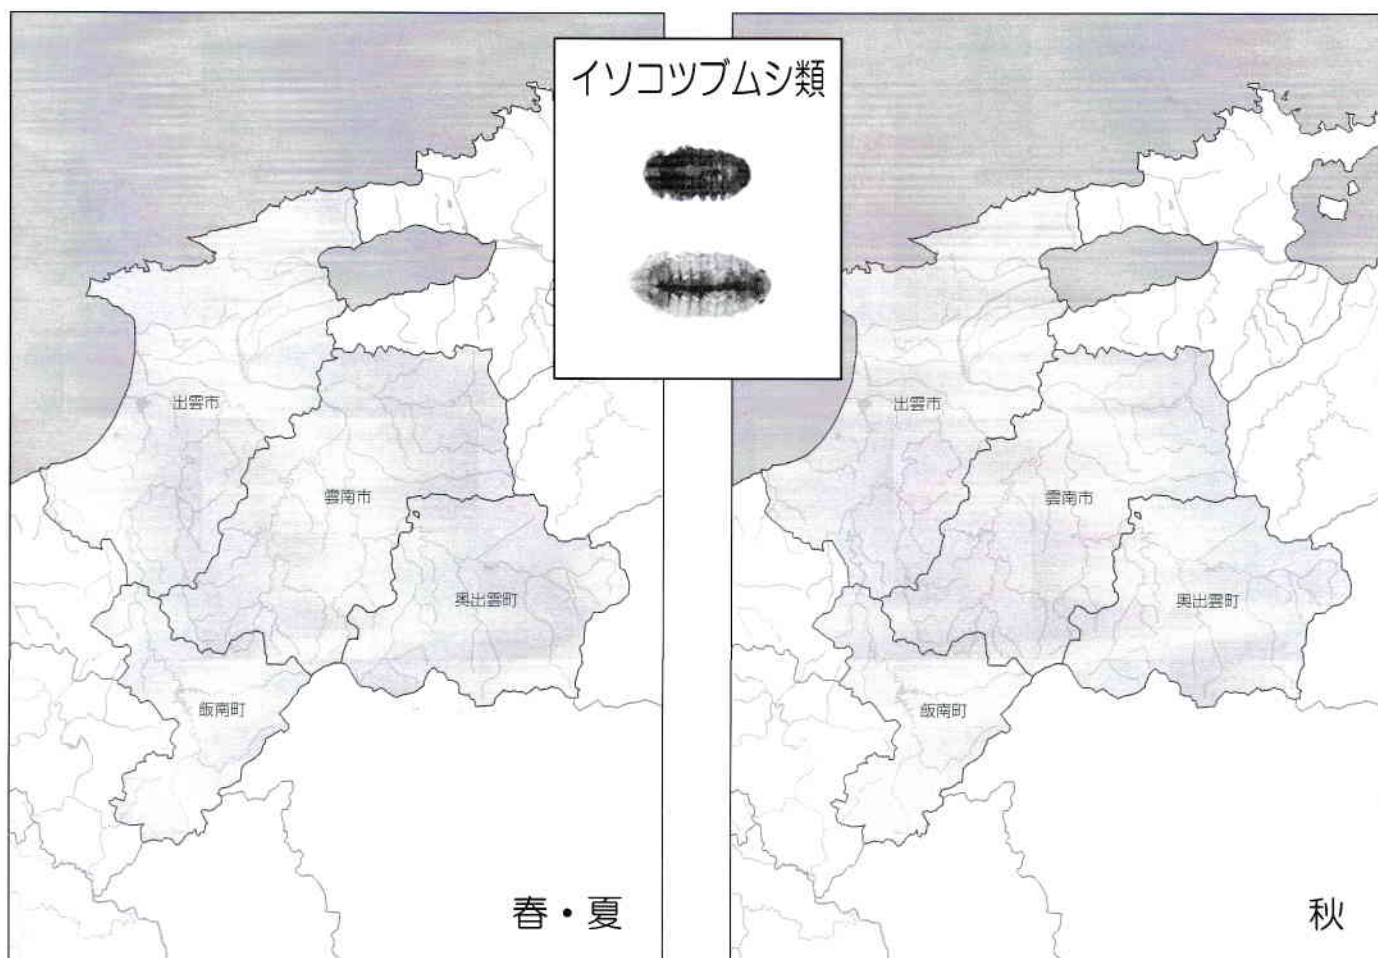 イソコツブムシ類
出雲市
雲南市
奥出雲町
飯南町
春・夏
出雲市
雲南市
奥出雲町
飯南町
秋